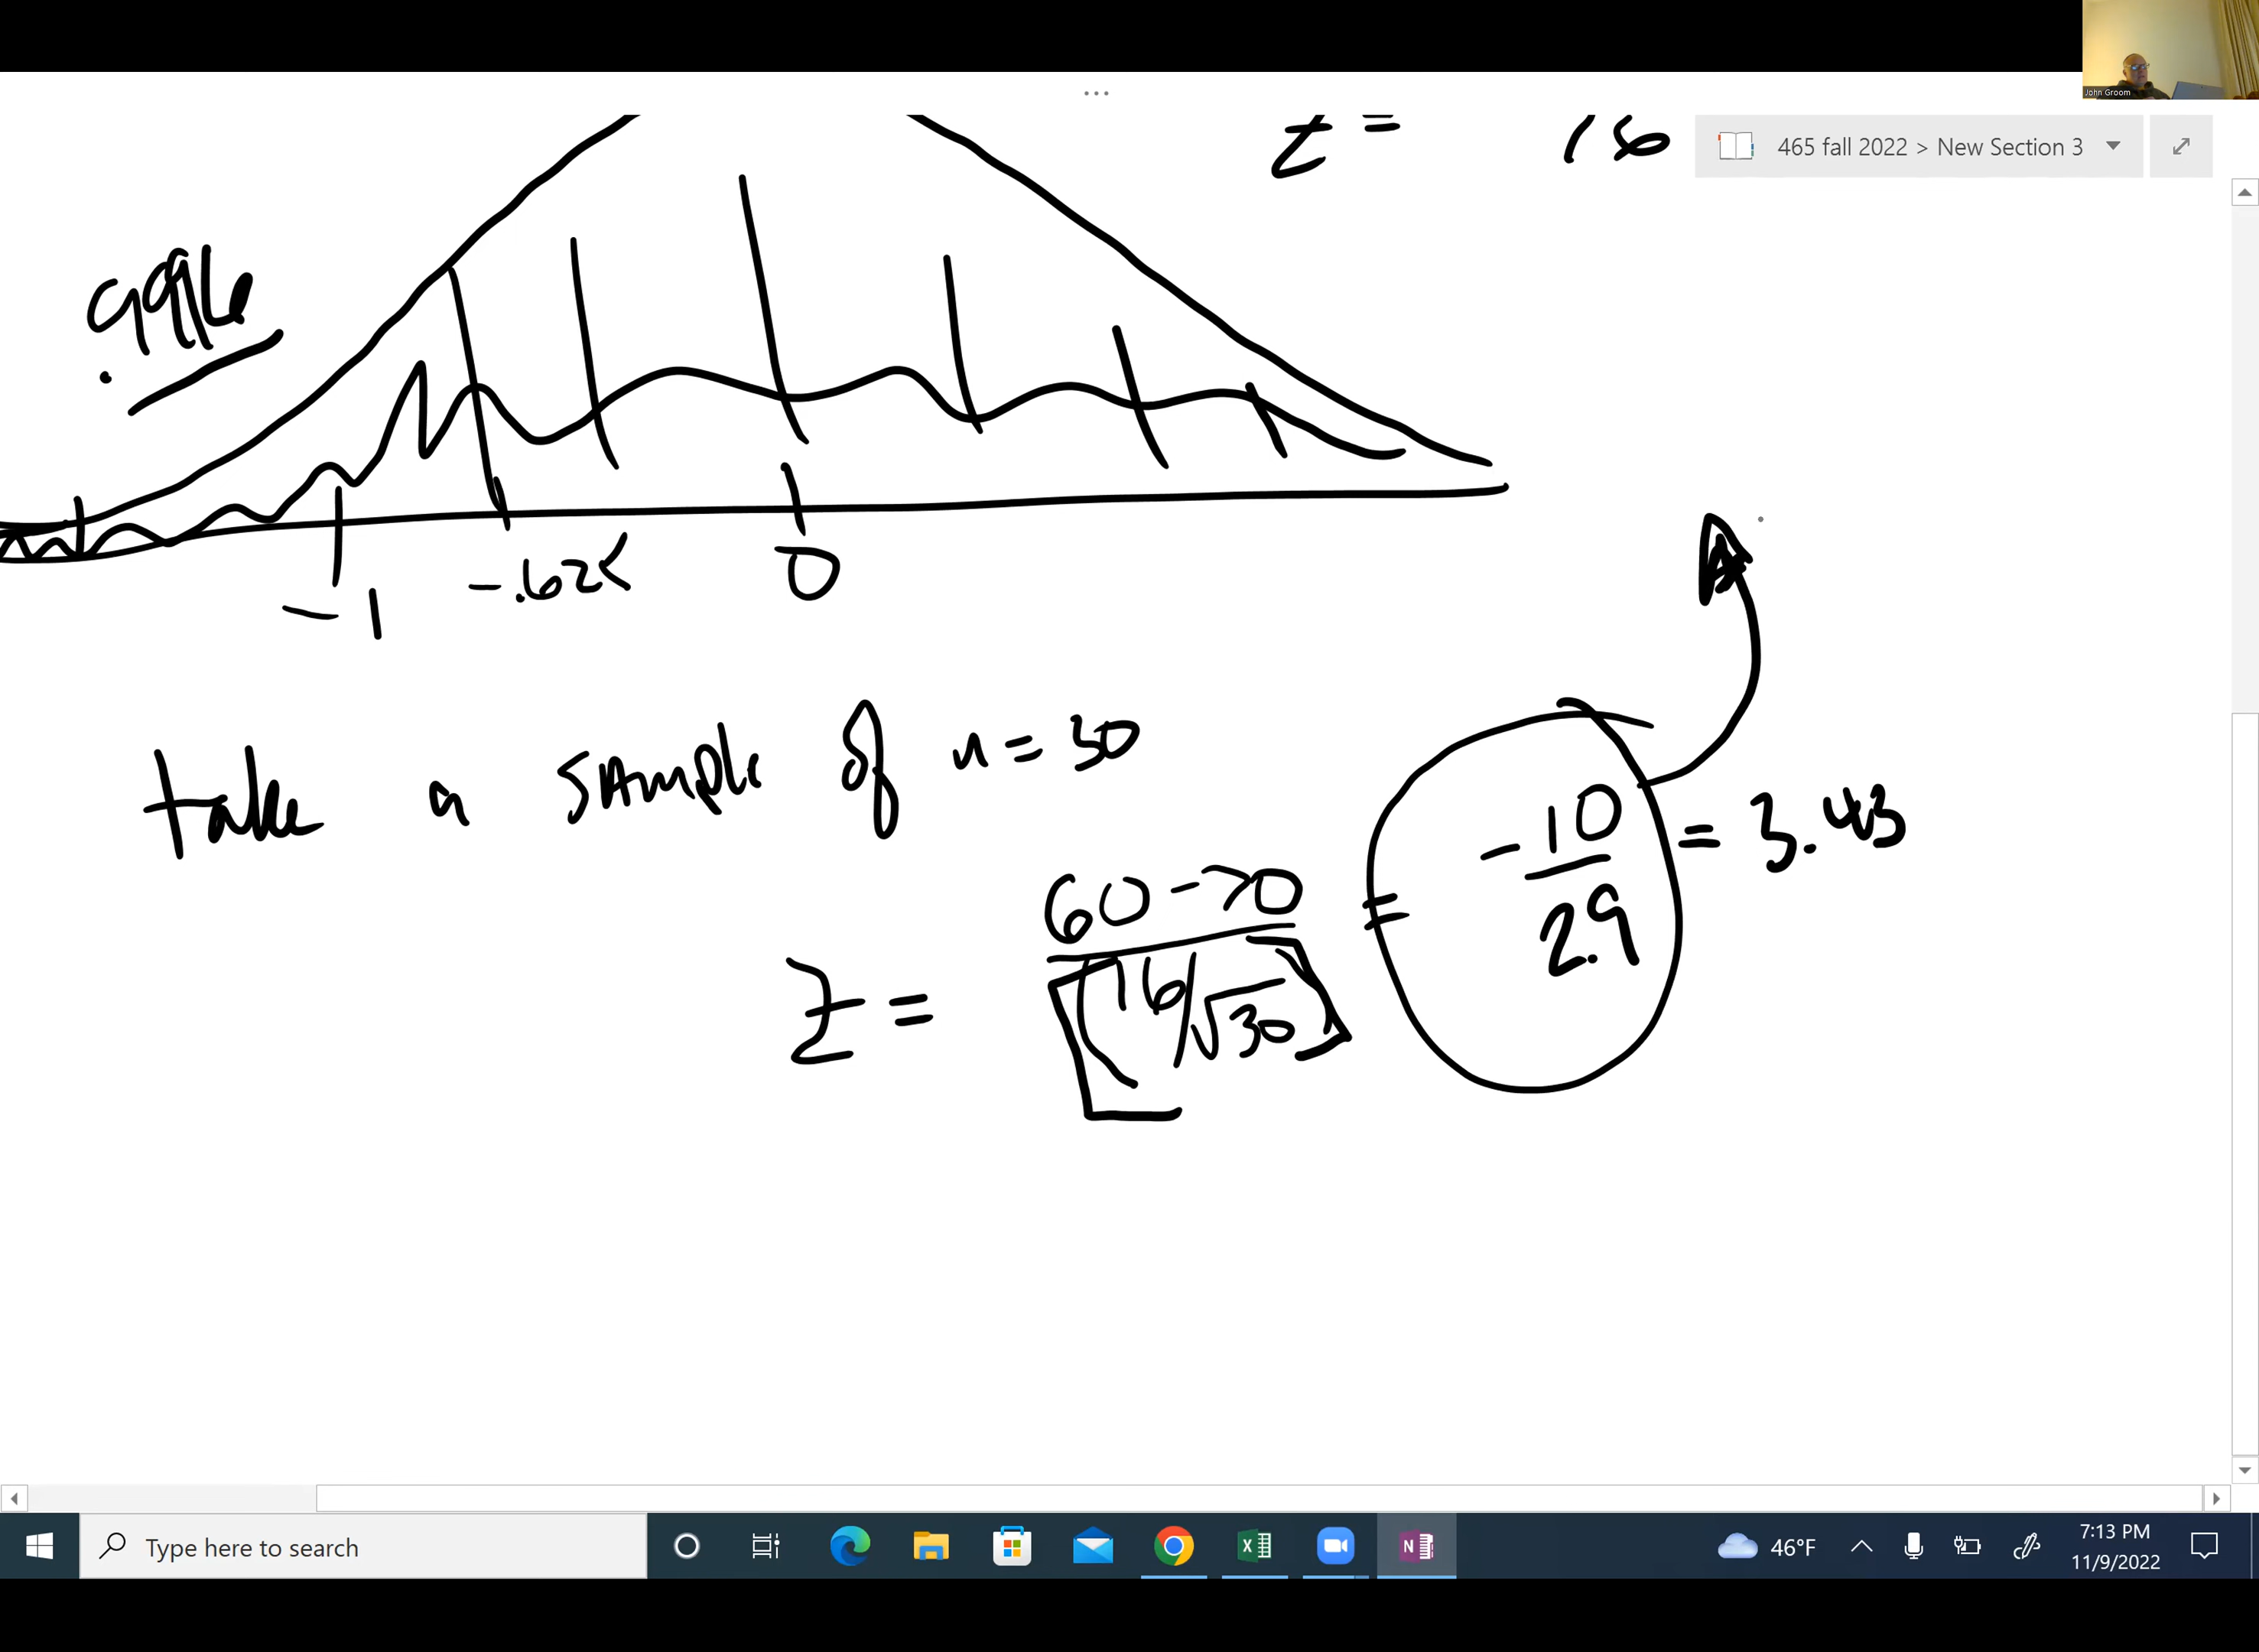 John Groom
z = 16
465 fall 2022 > New Section 3
-1 -.625 0
take a sample of n = 30
60-70
z = [(16/√30)] = -10/2.9 = 3.43
Type here to search
46°F
7:13 PM
11/9/2022